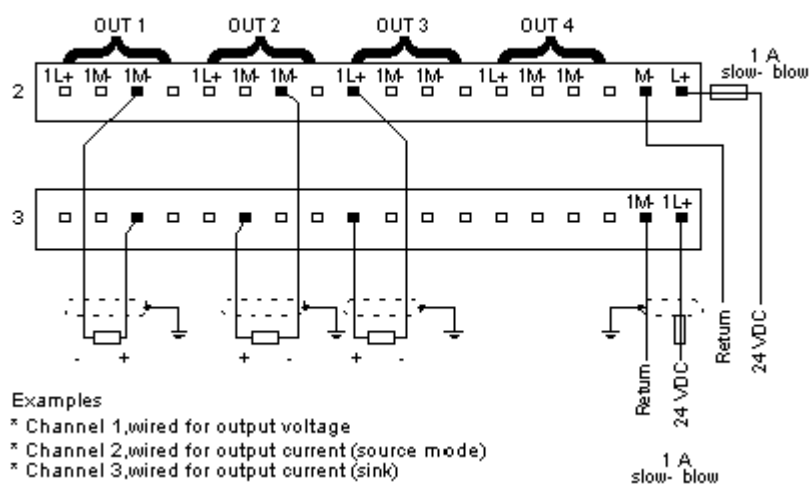 OUT 1 OUT 2 OUT 3 OUT 4
1 A
slow- blow
1L+ 1M- 1M- 1L+ 1M- 1M- 1L+ 1M- 1M- 1L+ 1M- 1M- M- L+
2
3
1M- 1L+
- + + - + -
Return
24 VDC
Return
24 VDC
Examples
* Channel 1,wired for output voltage
* Channel 2,wired for output current (source mode)
* Channel 3,wired for output current (sink)
1 A
slow- blow